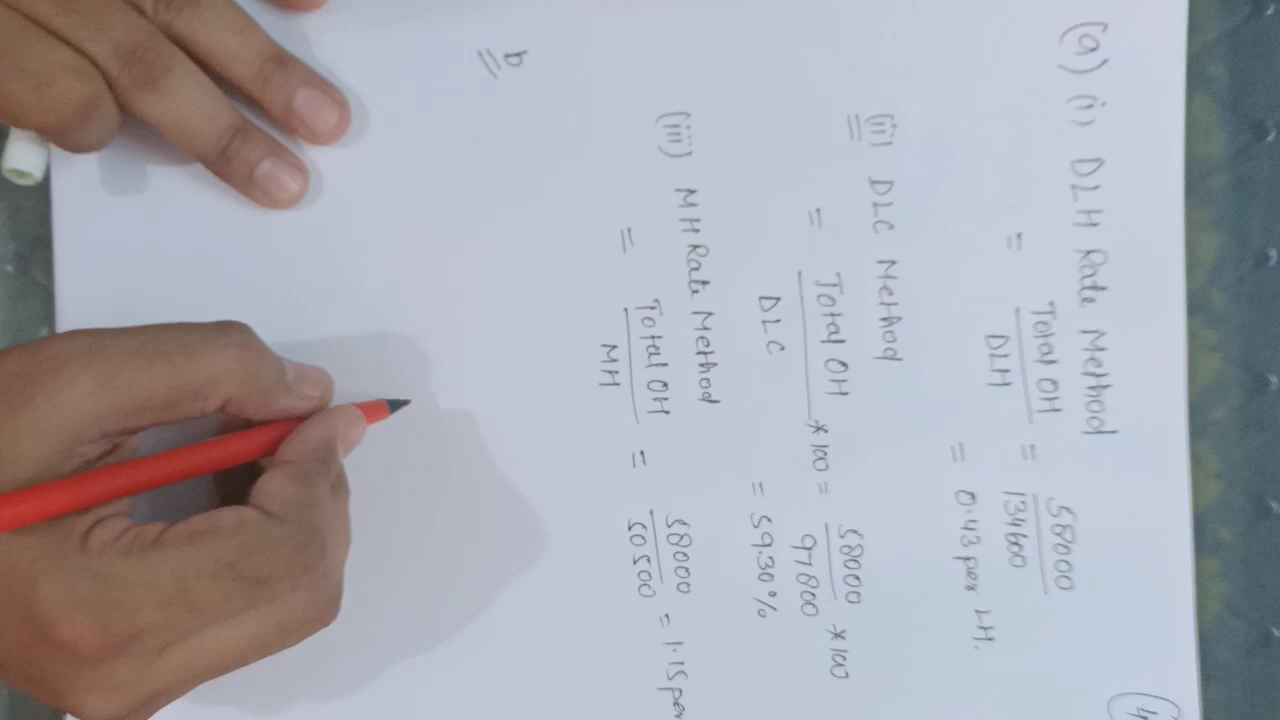 (a) (i) DLH Rate Method
= Total OH / DLH = 58000 / 134600
= 0.43 per LH.
(ii) DLC Method
= Total OH / DLC * 100 = 58000 / 97800 * 100
= 59.30%
(iii) MH Rate Method
= Total OH / MH = 58000 / 50500 = 1.15 per
b